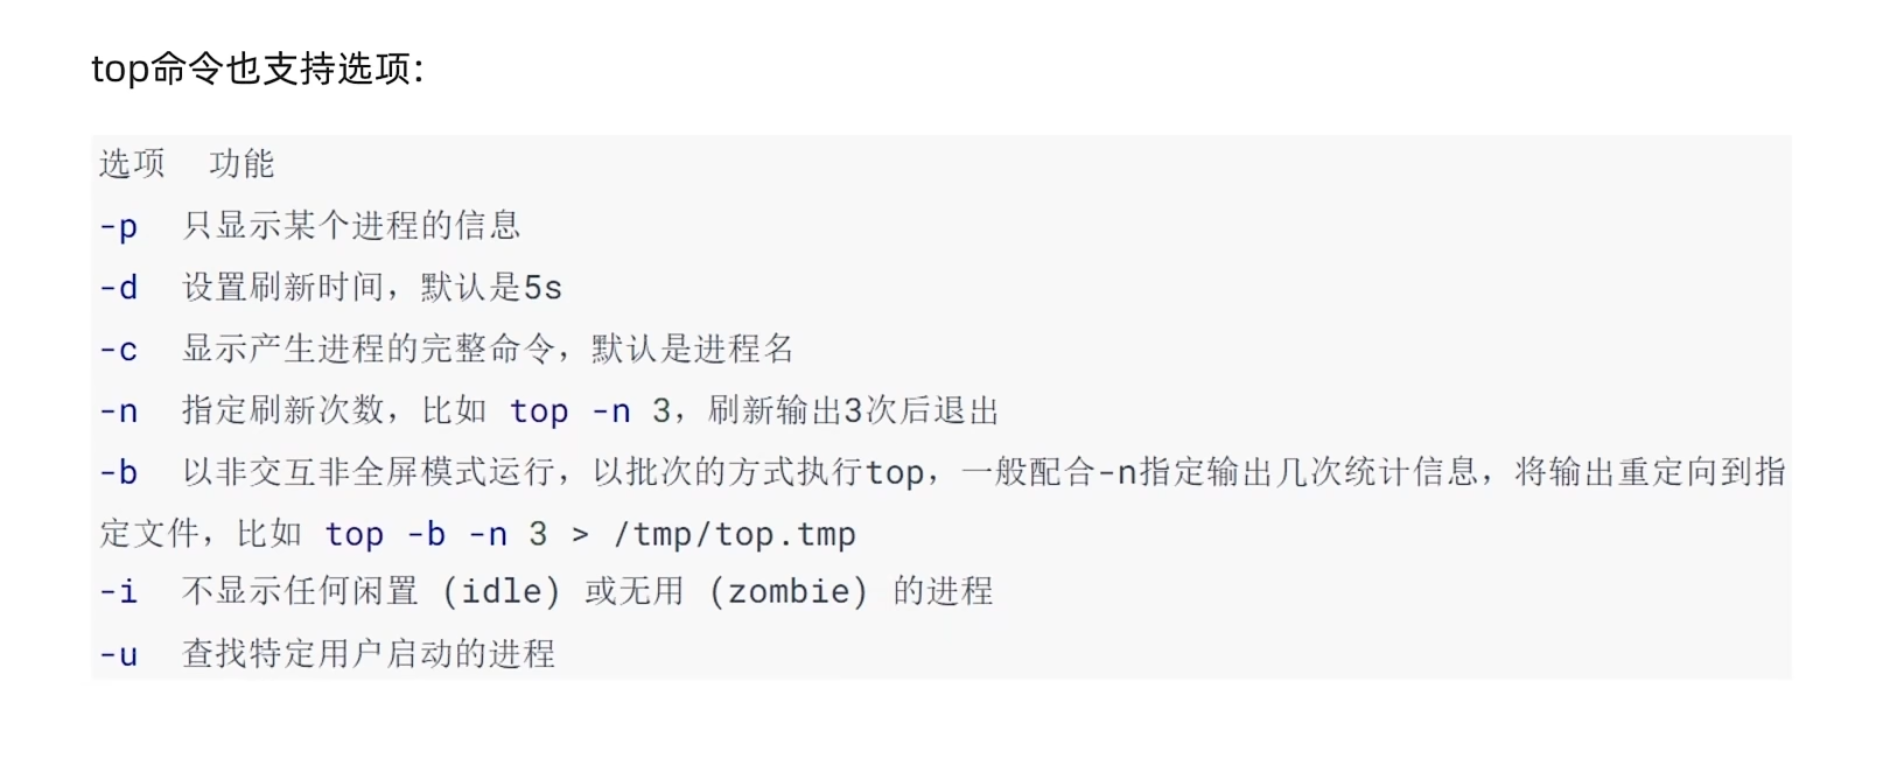 top命令也支持选项:
选项 功能
-p 只显示某个进程的信息
-d 设置刷新时间，默认是5s
-c 显示产生进程的完整命令，默认是进程名
-n 指定刷新次数，比如 top -n 3，刷新输出3次后退出
-b 以非交互非全屏模式运行，以批次的方式执行top，一般配合-n指定输出几次统计信息，将输出重定向到指
定文件，比如 top -b -n 3 > /tmp/top.tmp
-i 不显示任何闲置 (idle) 或无用 (zombie) 的进程
-u 查找特定用户启动的进程